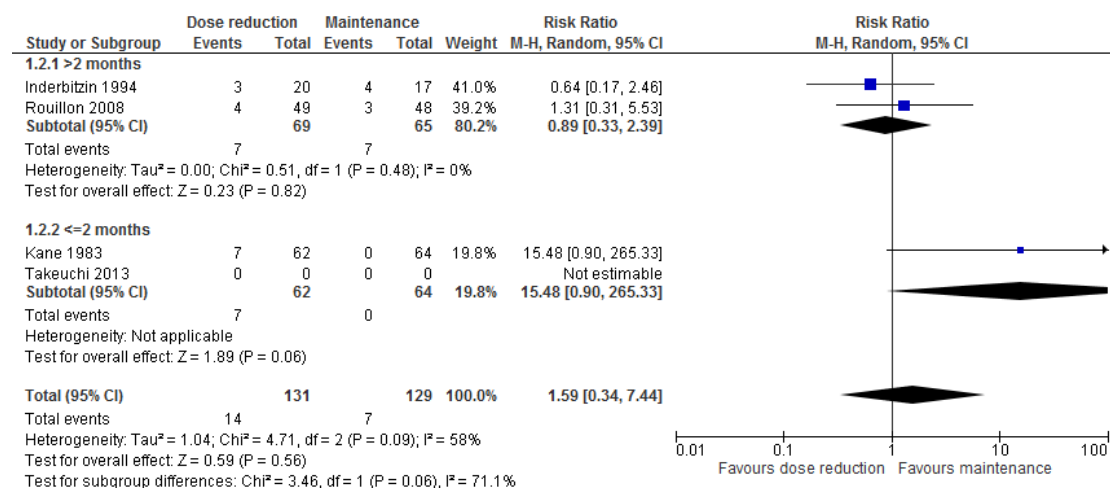 Dose reduction Maintenance Risk Ratio Risk Ratio
Study or Subgroup Events Total Events Total Weight M-H, Random, 95% CI M-H, Random, 95% CI
1.2.1 >2 months
Inderbitzin 1994 3 20 4 17 41.0% 0.64 [0.17, 2.46]
Rouillon 2008 4 49 3 48 39.2% 1.31 [0.31, 5.53]
Subtotal (95% CI) 69 65 80.2% 0.89 [0.33, 2.39]
Total events 7 7
Heterogeneity: Tau² = 0.00; Chi² = 0.51, df = 1 (P = 0.48); I² = 0%
Test for overall effect: Z = 0.23 (P = 0.82)
1.2.2 <=2 months
Kane 1983 7 62 0 64 19.8% 15.48 [0.90, 265.33]
Takeuchi 2013 0 0 0 0 Not estimable
Subtotal (95% CI) 62 64 19.8% 15.48 [0.90, 265.33]
Total events 7 0
Heterogeneity: Not applicable
Test for overall effect: Z = 1.89 (P = 0.06)
Total (95% CI) 131 129 100.0% 1.59 [0.34, 7.44]
Total events 14 7
Heterogeneity: Tau² = 1.04; Chi² = 4.71, df = 2 (P = 0.09); I² = 58%
Test for overall effect: Z = 0.59 (P = 0.56)
Test for subgroup differences: Chi² = 3.46, df = 1 (P = 0.06), I² = 71.1%
0.01 0.1 1 10 100
Favours dose reduction Favours maintenance